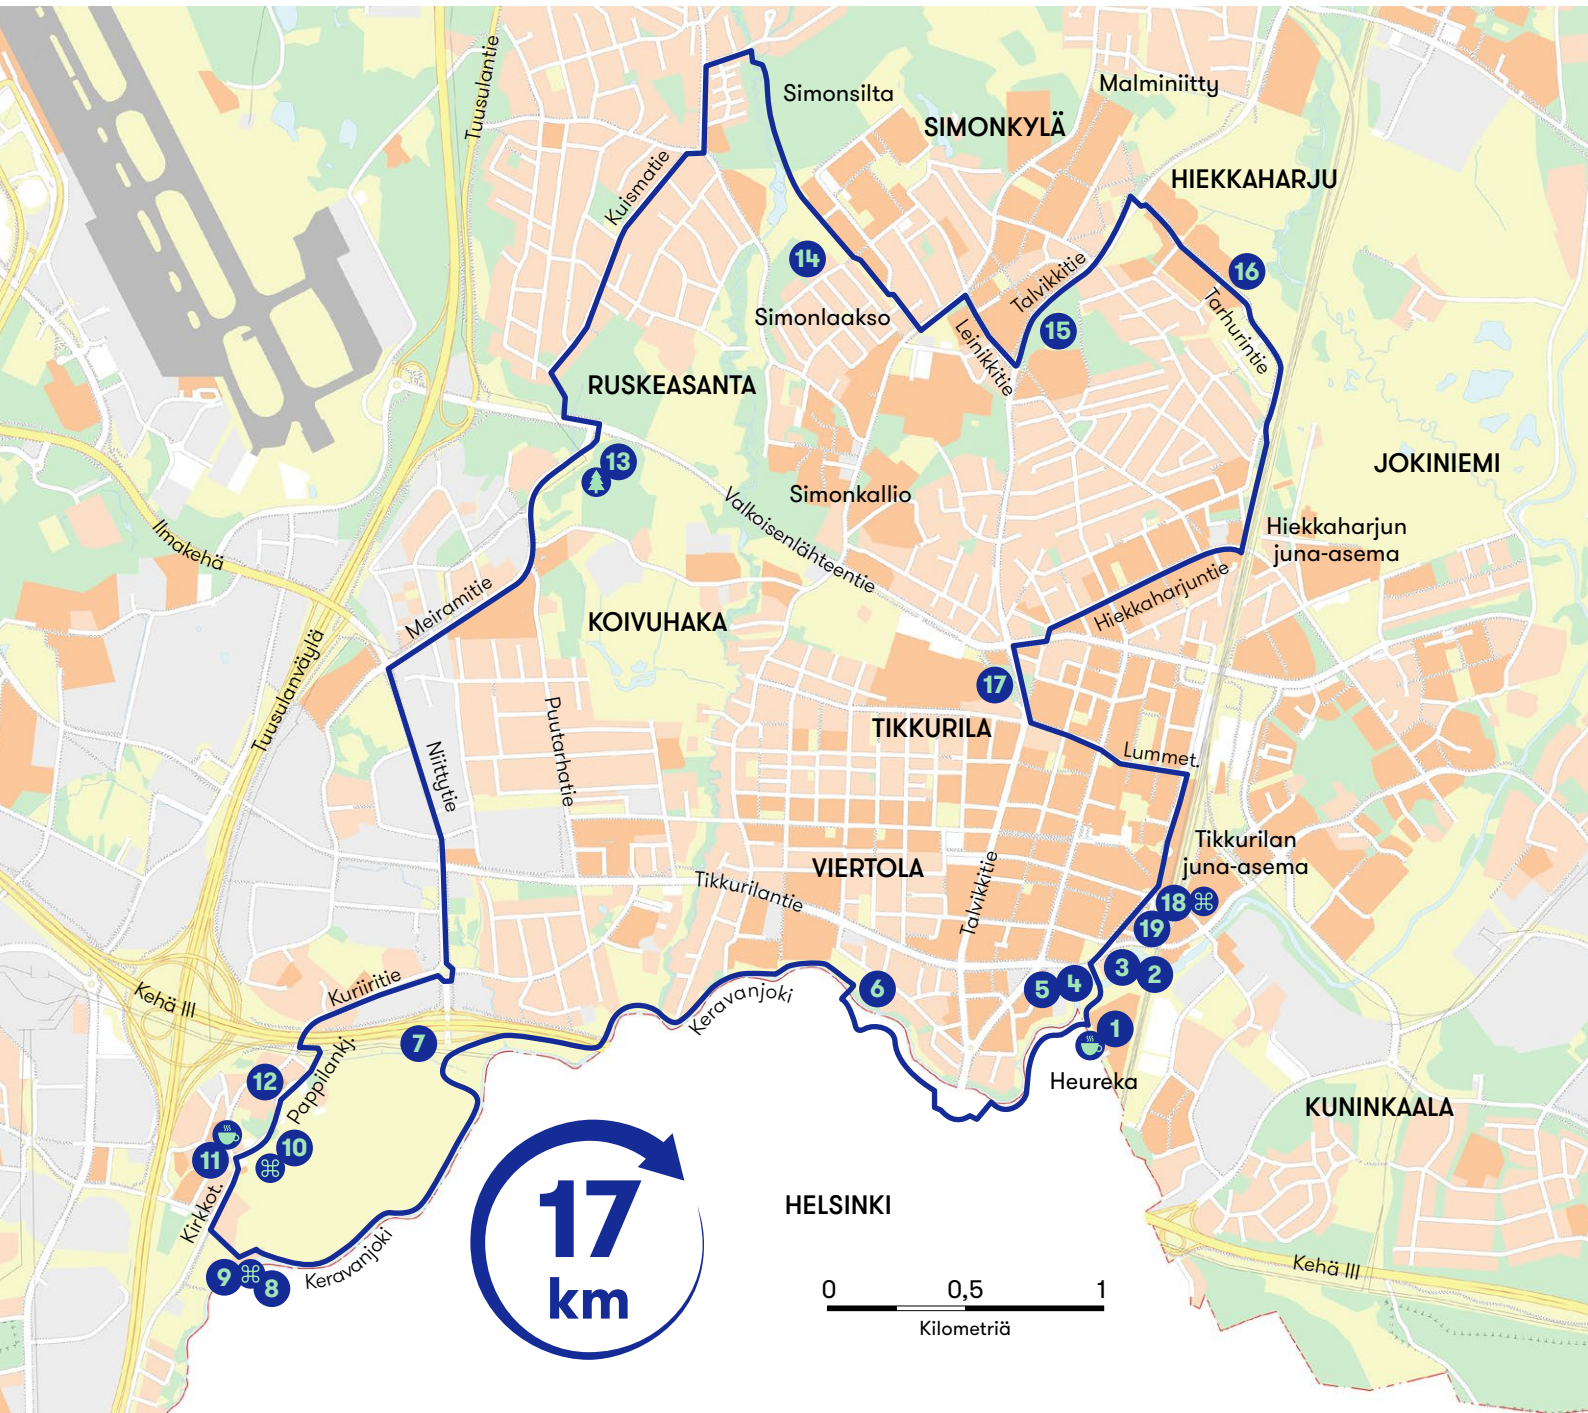 Tuusulantie
Simonsilta
Malminiitty
SIMONKYLÄ
HIEKKAHARJU
Kuismatie
14
Talvikkitie
16
Simonlaakso
15
Tarhurintie
Leinikkitie
RUSKEASANTA
13
JOKINIEMI
Simonkallio
Valkoisenlähteentie
Ilmakehä
Hiekkaharjun
juna-asema
Meiramitie
Hiekkaharjuntie
KOIVUHAKA
Tuusulanväylä
17
Puutarhatie
TIKKURILA
Niittytie
Lummet.
Tikkurilan
juna-asema
VIERTOLA
Tikkurilantie
Talvikkitie
18
19
3
2
4
5
6
Kuriiritie
Kehä III
Keravanjoki
7
1
Pappilankj.
Heureka
12
KUNINKAALA
10
11
17
km
HELSINKI
Kirkkot.
Keravanjoki
Kehä III
9
8
0 0,5 1
Kilometriä